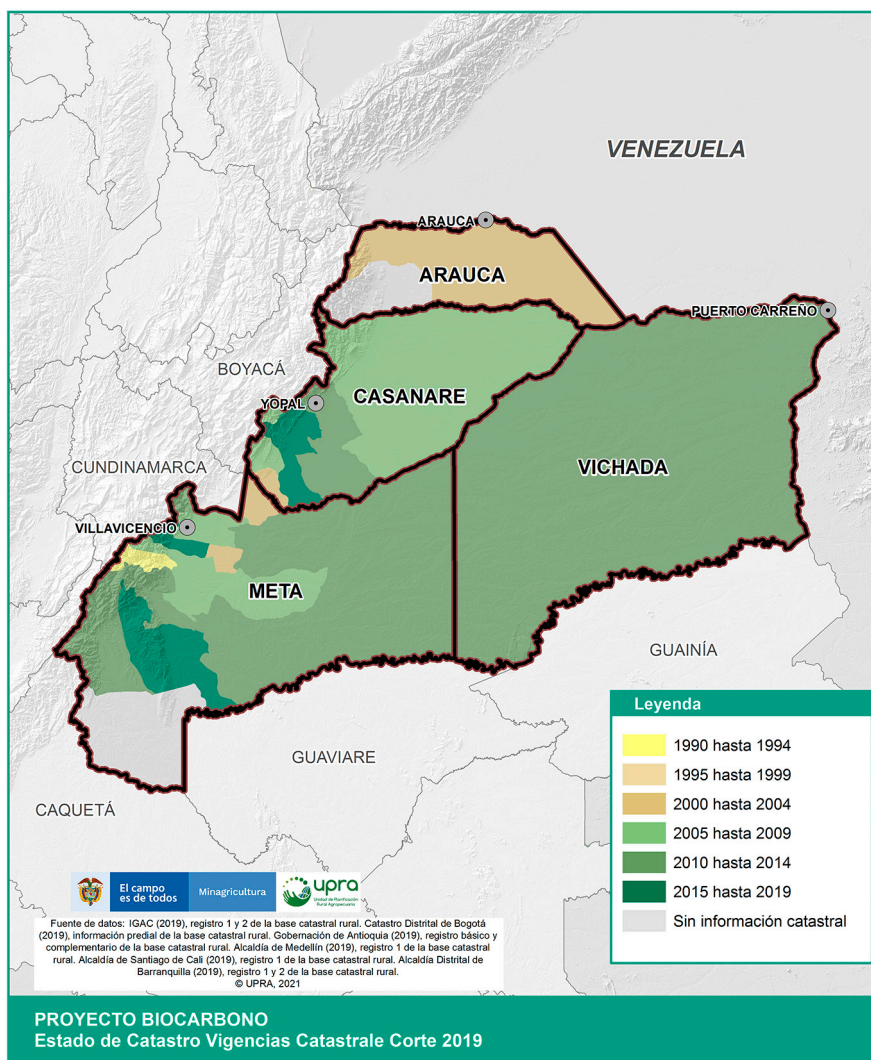 VENEZUELA
ARAUCA
ARAUCA
PUERTO CARREÑO
BOYACÁ
CASANARE
YOPAL
CUNDINAMARCA
VICHADA
VILLAVICENCIO
META
GUAINÍA
GUAVIARE
CAQUETÁ
Leyenda
1990 hasta 1994
1995 hasta 1999
2000 hasta 2004
2005 hasta 2009
2010 hasta 2014
2015 hasta 2019
Sin información catastral
El campo
es de todos
Minagricultura
upra
Unidad de Planificación
Rural Agropecuaria
Fuente de datos: IGAC (2019), registro 1 y 2 de la base catastral rural. Catastro Distrital de Bogotá
(2019), información predial de la base catastral rural. Gobernación de Antioquia (2019), registro básico y
complementario de la base catastral rural. Alcaldía de Medellín (2019), registro 1 de la base catastral
rural. Alcaldía de Santiago de Cali (2019), registro 1 de la base catastral rural. Alcaldía Distrital de
Barranquilla (2019), registro 1 y 2 de la base catastral rural.
© UPRA, 2021
PROYECTO BIOCARBONO
Estado de Catastro Vigencias Catastrale Corte 2019